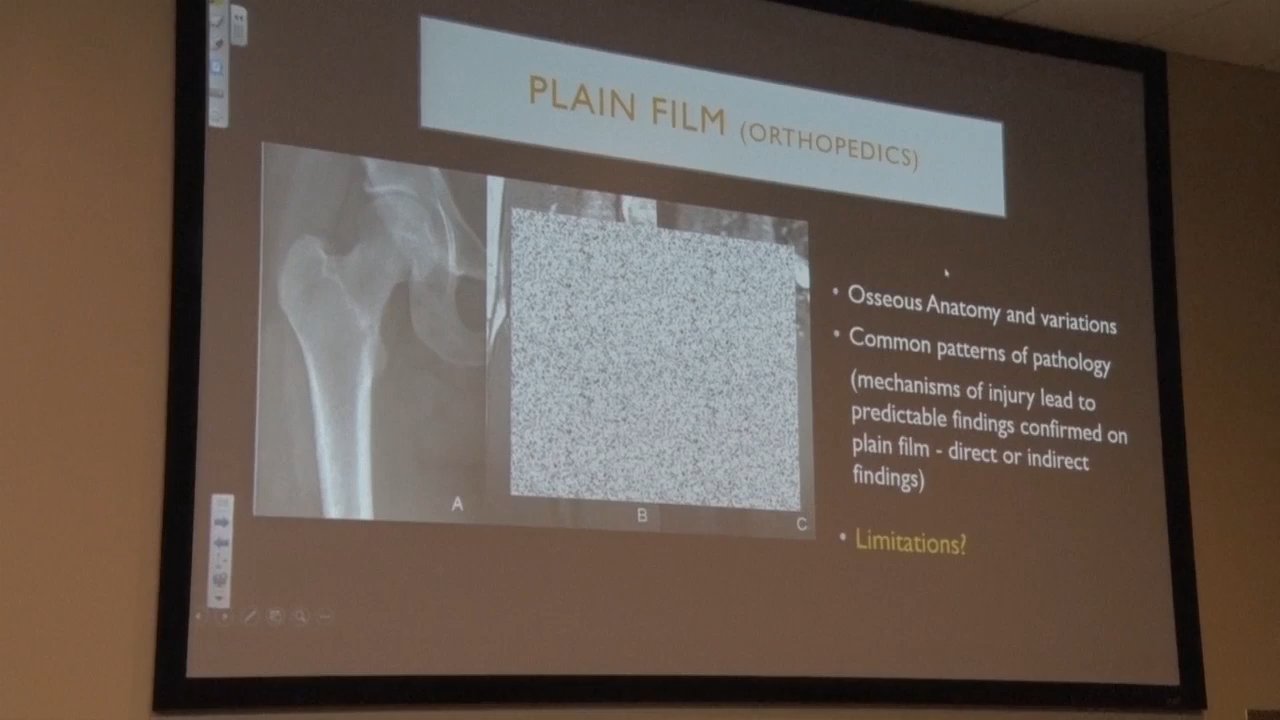 PLAIN FILM (ORTHOPEDICS)
• Osseous Anatomy and variations
• Common patterns of pathology
(mechanisms of injury lead to
predictable findings confirmed on
plain film - direct or indirect
findings)
• Limitations?
A
B
C